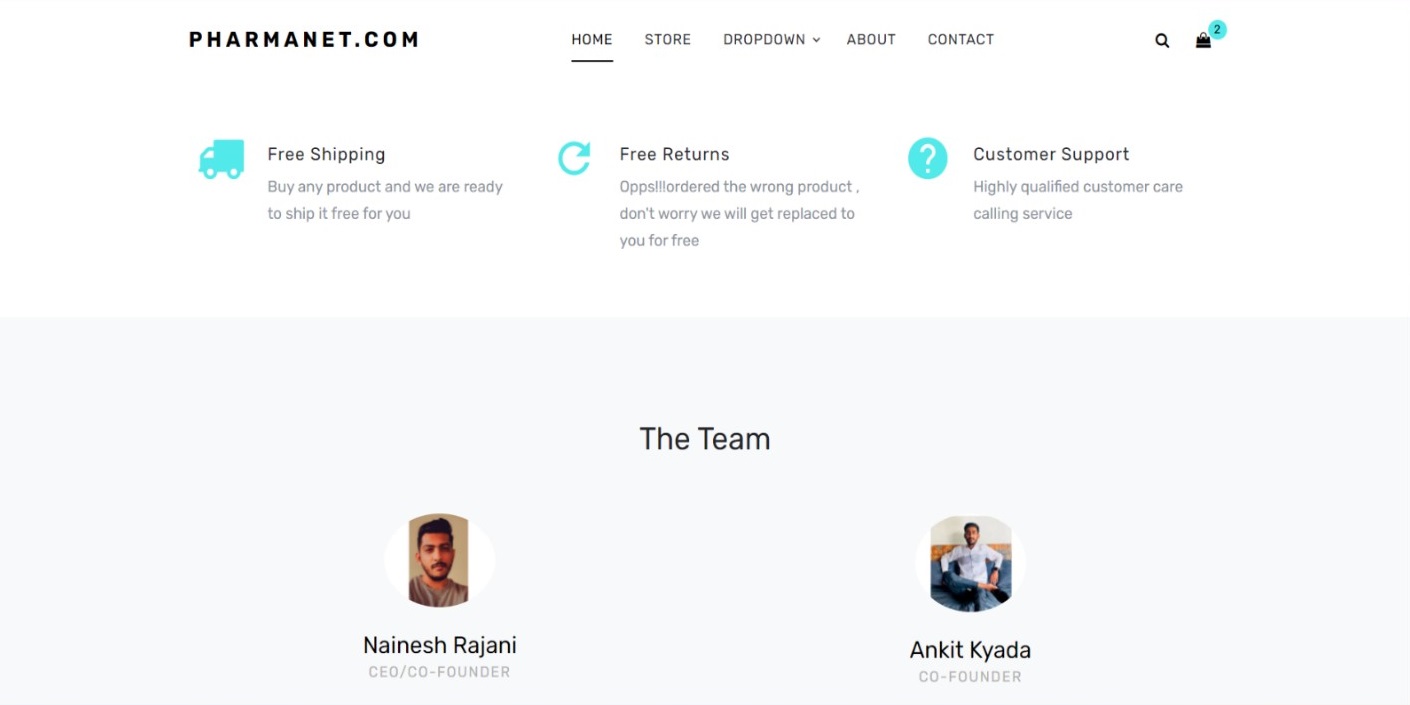 PHARMANET.COM
HOME
STORE
DROPDOWN
ABOUT
CONTACT
2
Free Shipping
Buy any product and we are ready
to ship it free for you
Free Returns
Opps!!!ordered the wrong product ,
don't worry we will get replaced to
you for free
Customer Support
Highly qualified customer care
calling service
The Team
Nainesh Rajani
CEO/CO-FOUNDER
Ankit Kyada
CO-FOUNDER